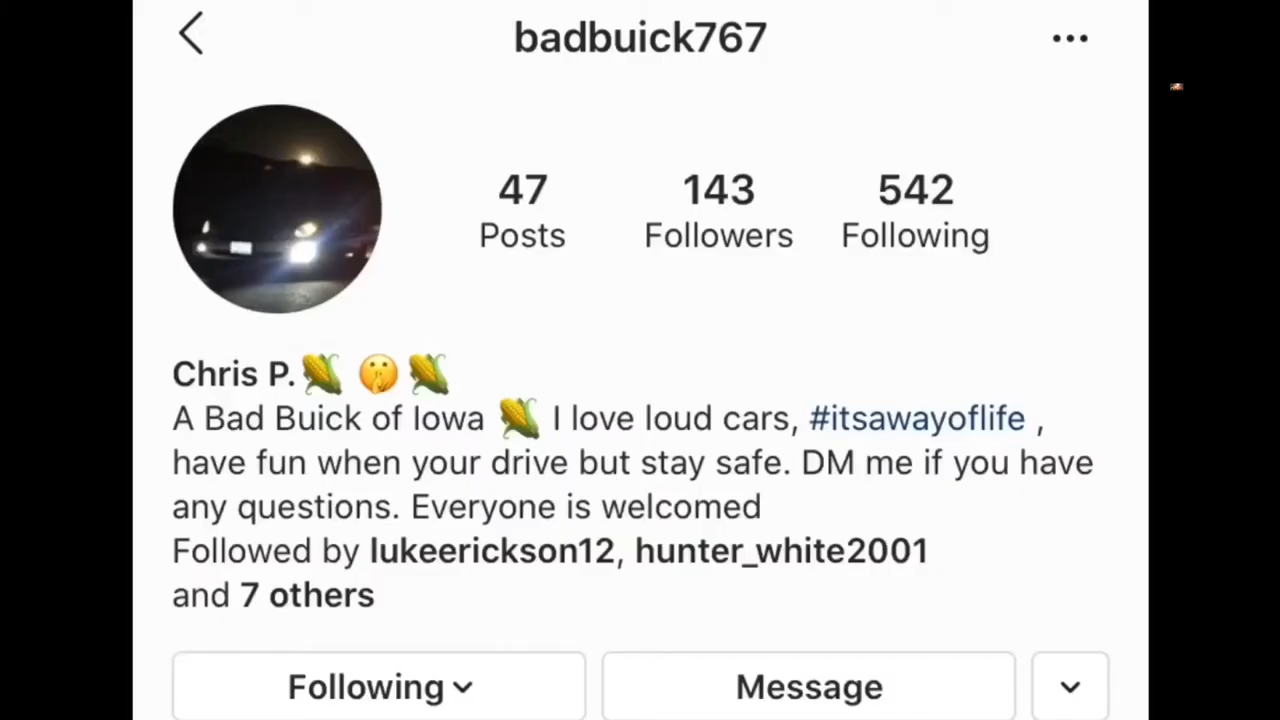 badbuick767
47 143 542
Posts Followers Following
Chris P.🌽 🤫 🌽
A Bad Buick of Iowa 🌽 I love loud cars, #itsawayoflife ,
have fun when your drive but stay safe. DM me if you have
any questions. Everyone is welcomed
Followed by lukeerickson12, hunter_white2001
and 7 others
Following Message